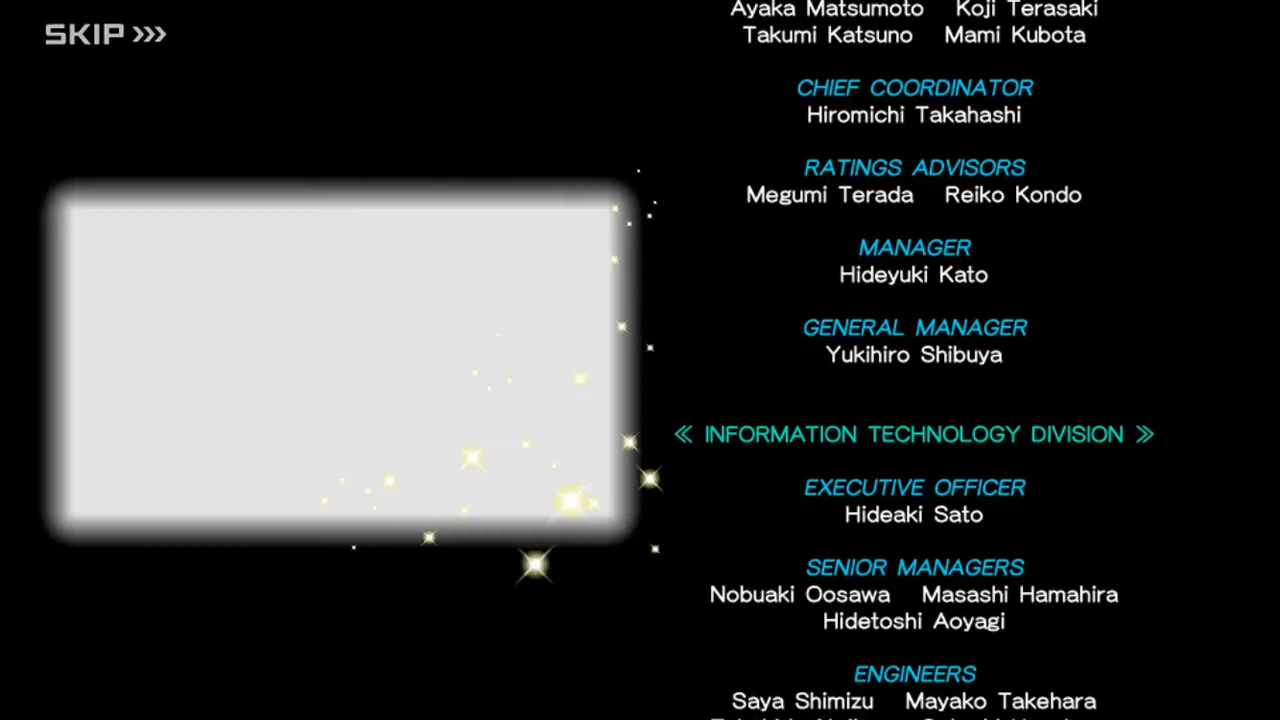 SKIP >>>
Ayaka Matsumoto Koji Terasaki
Takumi Katsuno Mami Kubota
CHIEF COORDINATOR
Hiromichi Takahashi
RATINGS ADVISORS
Megumi Terada Reiko Kondo
MANAGER
Hideyuki Kato
GENERAL MANAGER
Yukihiro Shibuya
≪ INFORMATION TECHNOLOGY DIVISION ≫
EXECUTIVE OFFICER
Hideaki Sato
SENIOR MANAGERS
Nobuaki Oosawa Masashi Hamahira
Hidetoshi Aoyagi
ENGINEERS
Saya Shimizu Mayako Takehara